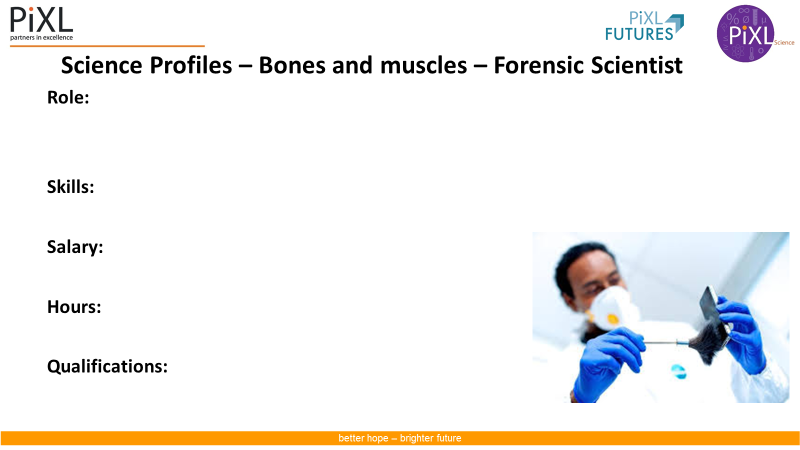 PiXL
partners in excellence
PiXL
FUTURES
PiXL
Science
Science Profiles – Bones and muscles – Forensic Scientist
Role:
Skills:
Salary:
Hours:
Qualifications:
better hope – brighter future